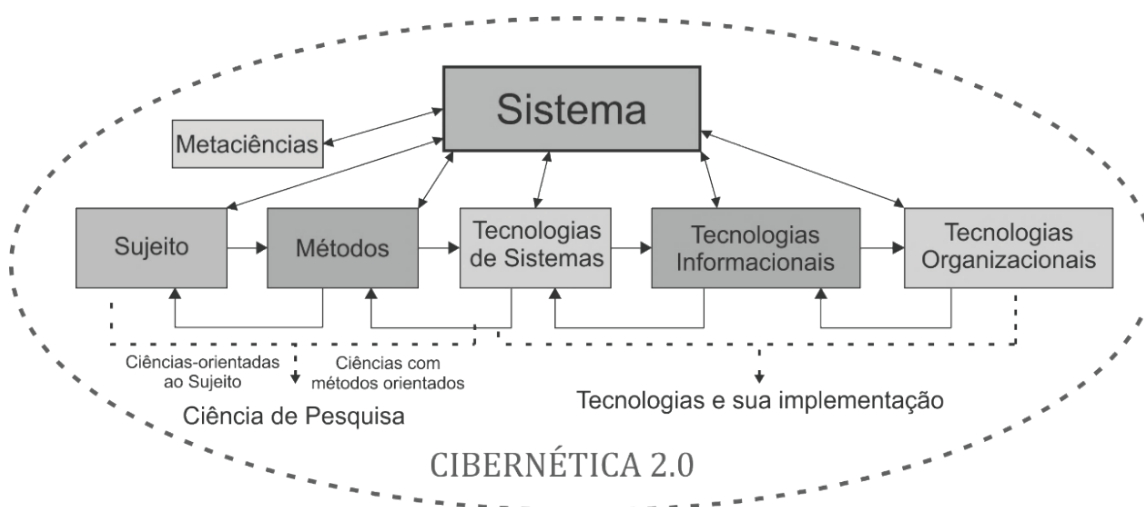 Sistema
Metaciências
Sujeito
Métodos
Tecnologias
de Sistemas
Tecnologias
Informacionais
Tecnologias
Organizacionais
Ciências-orientadas
ao Sujeito
Ciências com
métodos orientados
Ciência de Pesquisa
Tecnologias e sua implementação
CIBERNÉTICA 2.0